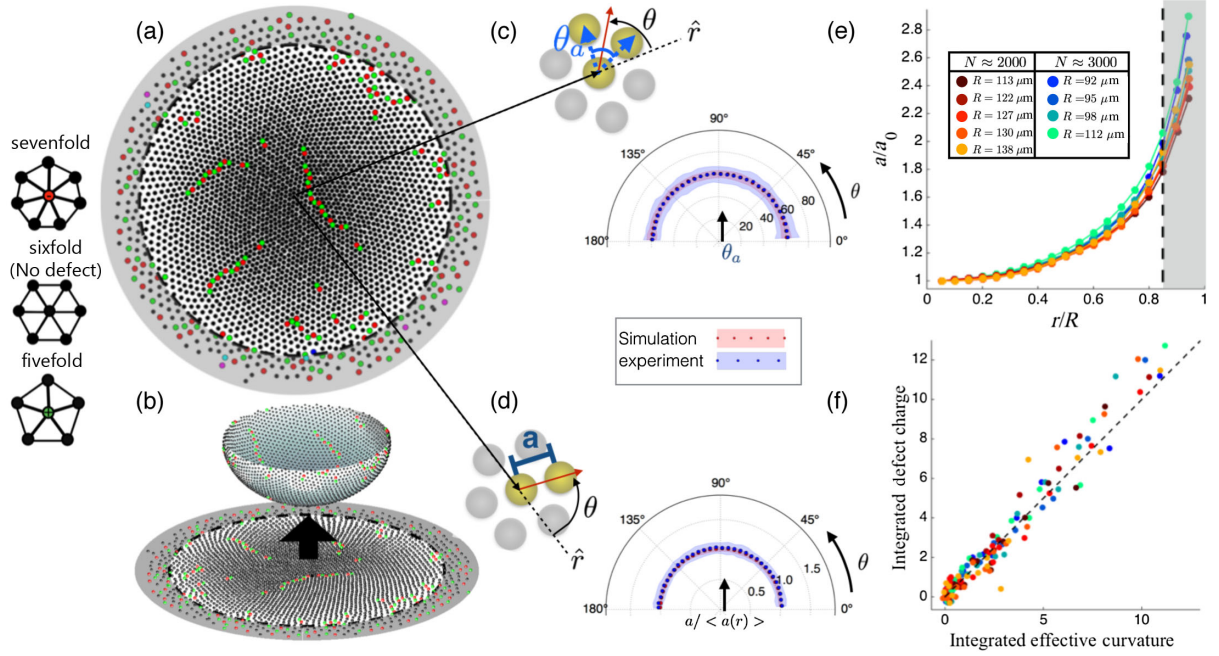 sevenfold
sixfold
(No defect)
fivefold
(a)
(b)
(c)
θ
θₐ
r̂
90°
135°
45°
180°
0°
20
40
60
80
θ
θₐ
Simulation
experiment
(d)
a
θ
r̂
90°
135°
45°
180°
0°
0.5
1.0
1.5
θ
a/ < a(r) >
(e)
a/a₀
2.8
2.6
2.4
2.2
2
1.8
1.6
1.4
1.2
1
0
0.2
0.4
0.6
0.8
1
r/R
N ≈ 2000 N ≈ 3000
R = 113 μm R =92 μm
R = 122 μm R =95 μm
R = 127 μm R =98 μm
R = 130 μm R =112 μm
R = 138 μm
(f)
Integrated defect charge
12
10
8
6
4
2
0
0
5
10
Integrated effective curvature